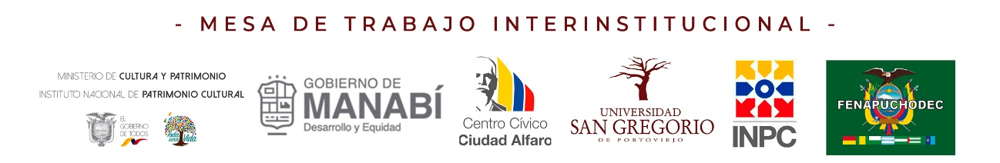 - MESA DE TRABAJO INTERINSTITUCIONAL -
MINISTERIO DE CULTURA Y PATRIMONIO
INSTITUTO NACIONAL DE PATRIMONIO CULTURAL
EL
GOBIERNO
DE TODOS
Toda
una Vida
GOBIERNO DE
MANABÍ
Desarrollo y Equidad
Centro Cívico
Ciudad Alfaro
UNIVERSIDAD
SAN GREGORIO
DE PORTOVIEJO
INPC
FENAPUCHODEC